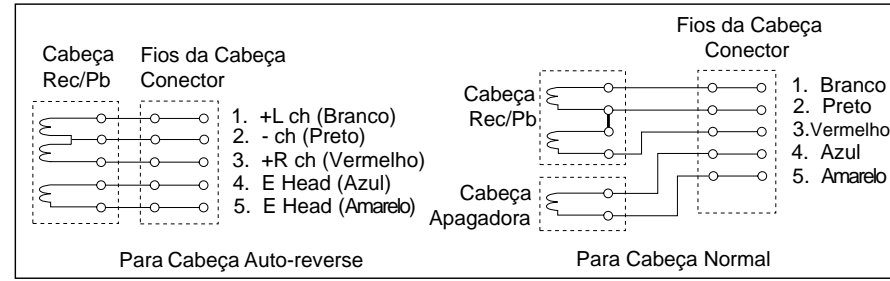 Cabeça
Rec/Pb
Fios da Cabeça
Conector
1. +L ch (Branco)
2. - ch (Preto)
3. +R ch (Vermelho)
4. E Head (Azul)
5. E Head (Amarelo)
Para Cabeça Auto-reverse
Fios da Cabeça
Conector
Cabeça
Rec/Pb
1. Branco
2. Preto
3.Vermelho
4. Azul
5. Amarelo
Cabeça
Apagadora
Para Cabeça Normal